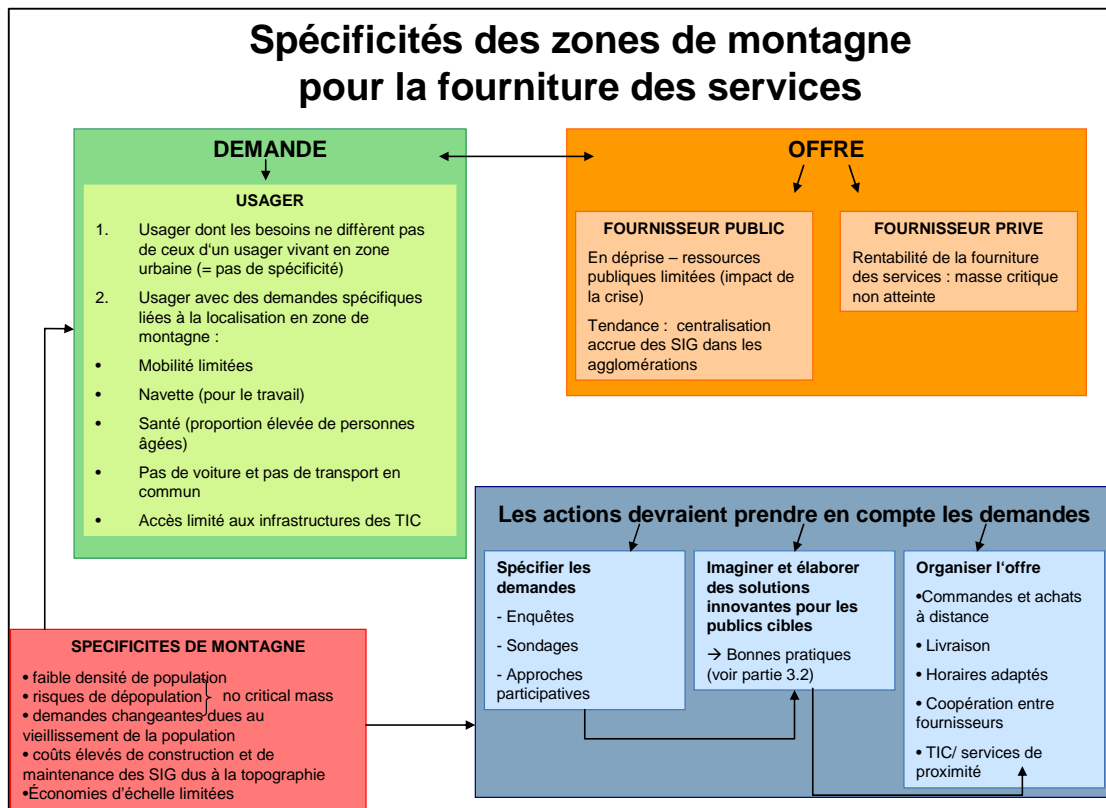 Spécificités des zones de montagne
pour la fourniture des services
DEMANDE
USAGER
1. Usager dont les besoins ne diffèrent pas
de ceux d‘un usager vivant en zone
urbaine (= pas de spécificité)
2. Usager avec des demandes spécifiques
liées à la localisation en zone de
montagne :
• Mobilité limitées
• Navette (pour le travail)
• Santé (proportion élevée de personnes
âgées)
• Pas de voiture et pas de transport en
commun
• Accès limité aux infrastructures des TIC
OFFRE
FOURNISSEUR PUBLIC
En déprise – ressources
publiques limitées (impact de
la crise)
Tendance : centralisation
accrue des SIG dans les
agglomérations
FOURNISSEUR PRIVE
Rentabilité de la fourniture
des services : masse critique
non atteinte
SPECIFICITES DE MONTAGNE
• faible densité de population
• risques de dépopulation
no critical mass
• demandes changeantes dues au
vieillissement de la population
• coûts élevés de construction et de
maintenance des SIG dus à la topographie
•Économies d’échelle limitées
Les actions devraient prendre en compte les demandes
Spécifier les
demandes
- Enquêtes
- Sondages
- Approches
participatives
Imaginer et élaborer
des solutions
innovantes pour les
publics cibles
→ Bonnes pratiques
(voir partie 3.2)
Organiser l‘offre
•Commandes et achats
à distance
• Livraison
• Horaires adaptés
• Coopération entre
fournisseurs
• TIC/ services de
proximité